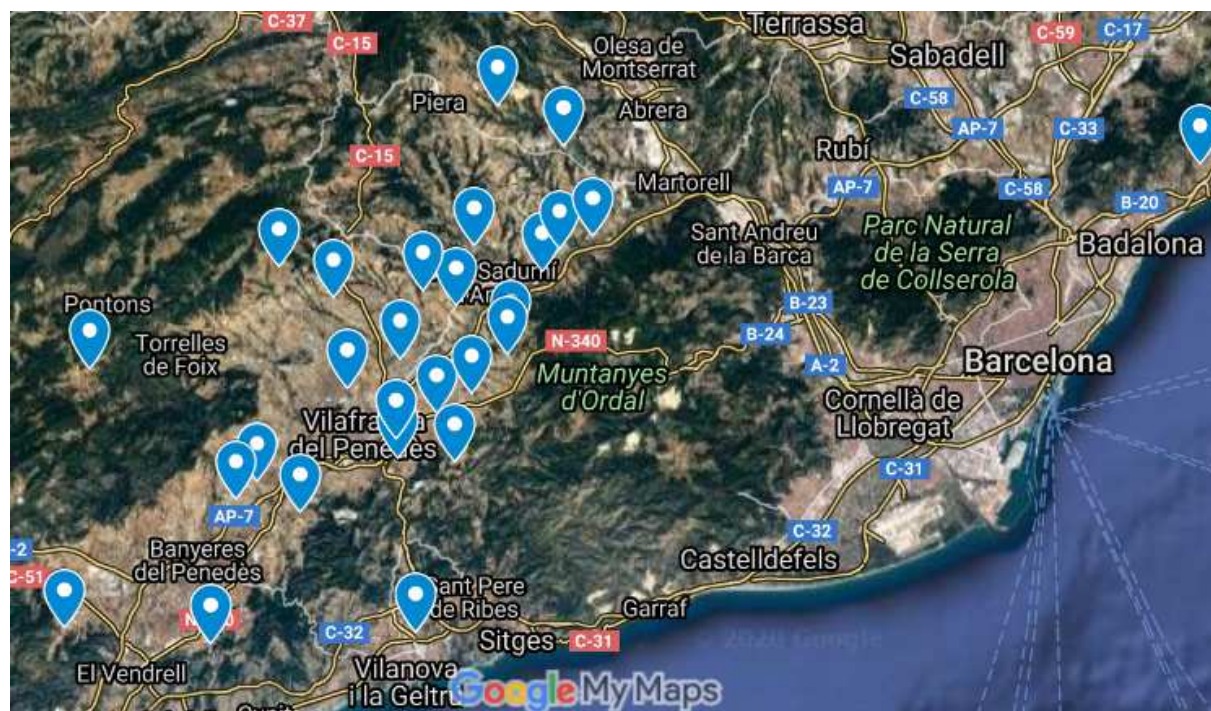 C-37
Terrassa
C-59
C-17
C-15
Olesa de
Montserrat
Sabadell
Piera
Abrera
C-58
AP-7
C-33
C-15
Rubí
Martorell
AP-7
C-58
B-20
Sant Andreu
de la Barca
Parc Natural
de la Serra
de Collserola
Badalona
Sadurní
Pontons
B-23
Torrelles
de Foix
N-340
B-24
A-2
Barcelona
Muntanyes
d'Ordal
Cornellà de
Llobregat
del Penedès
C-31
AP-7
C-32
-2
Banyeres
del Penedès
Castelldefels
C-51
Sant Pere
de Ribes
Garraf
C-32
Sitges
C-31
© 2020 Google
El Vendrell
Vilanova
i la Geltrú
Google My Maps